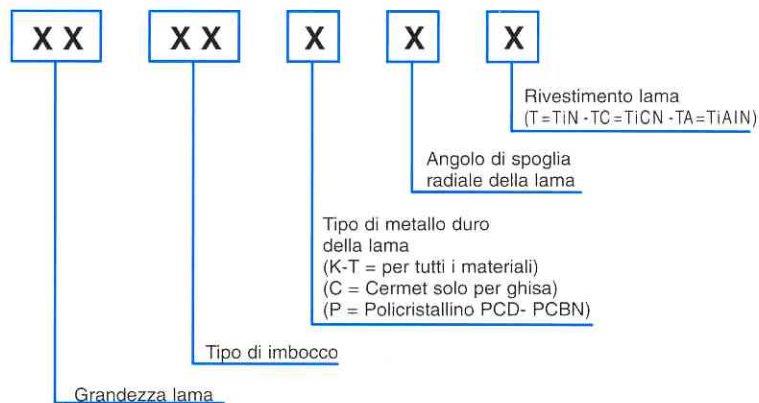 XX XX X X X
Rivestimento lama
(T=TiN -TC=TiCN -TA=TiAlN)
Angolo di spoglia
radiale della lama
Tipo di metallo duro
della lama
(K-T = per tutti i materiali)
(C = Cermet solo per ghisa)
(P = Policristallino PCD- PCBN)
Tipo di imbocco
Grandezza lama